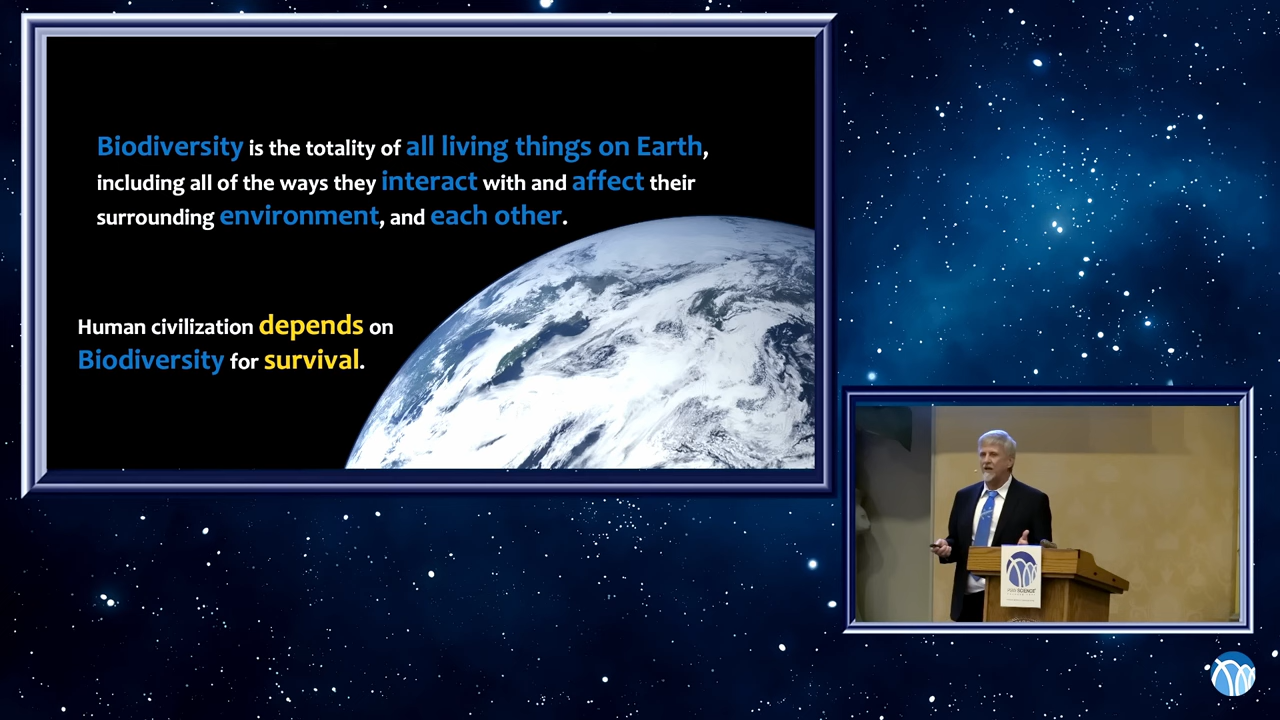 Biodiversity is the totality of all living things on Earth,
including all of the ways they interact with and affect their
surrounding environment, and each other.
Human civilization depends on
Biodiversity for survival.